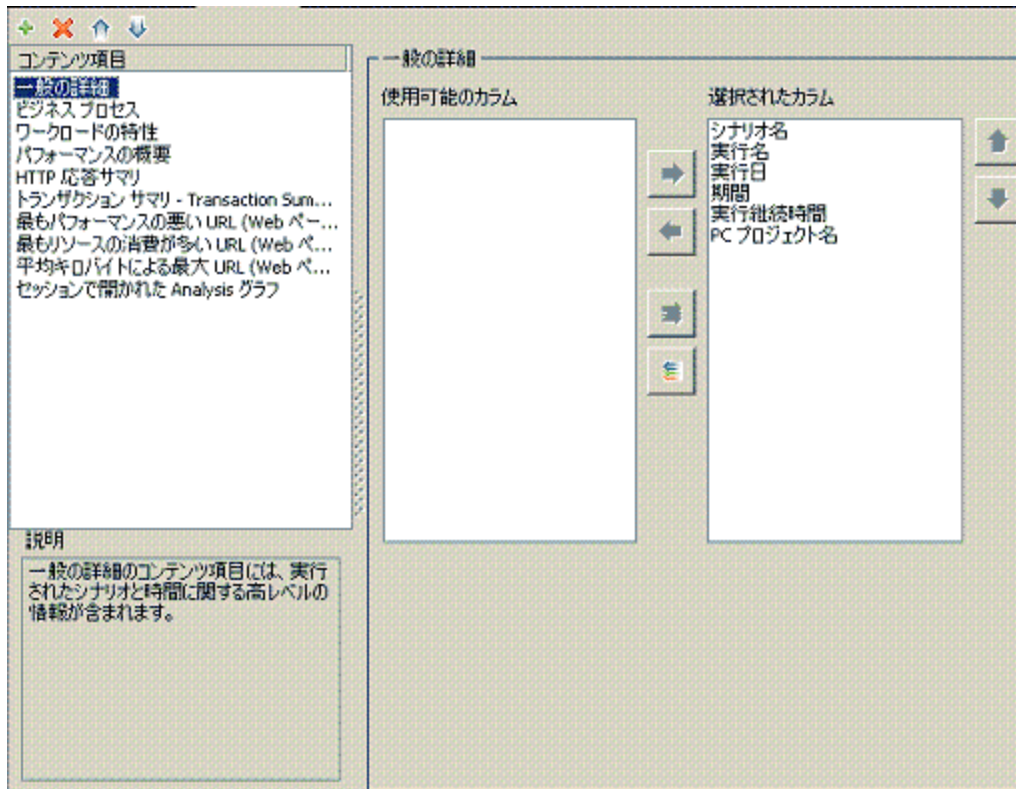 コンテンツ項目
一般の詳細
ビジネス プロセス
ワークロードの特性
パフォーマンスの概要
HTTP 応答サマリ
トランザクション サマリ - Transaction Sum...
最もパフォーマンスの悪い URL (Web ペー...
最もリソースの消費が多い URL (Web ペ...
平均キロバイトによる最大 URL (Web ペ...
セッションで開かれた Analysis グラフ
説明
一般の詳細のコンテンツ項目には、実行
されたシナリオと時間に関する高レベルの
情報が含まれます。
一般の詳細
使用可能のカラム
選択されたカラム
シナリオ名
実行名
実行日
期間
実行継続時間
PC プロジェクト名